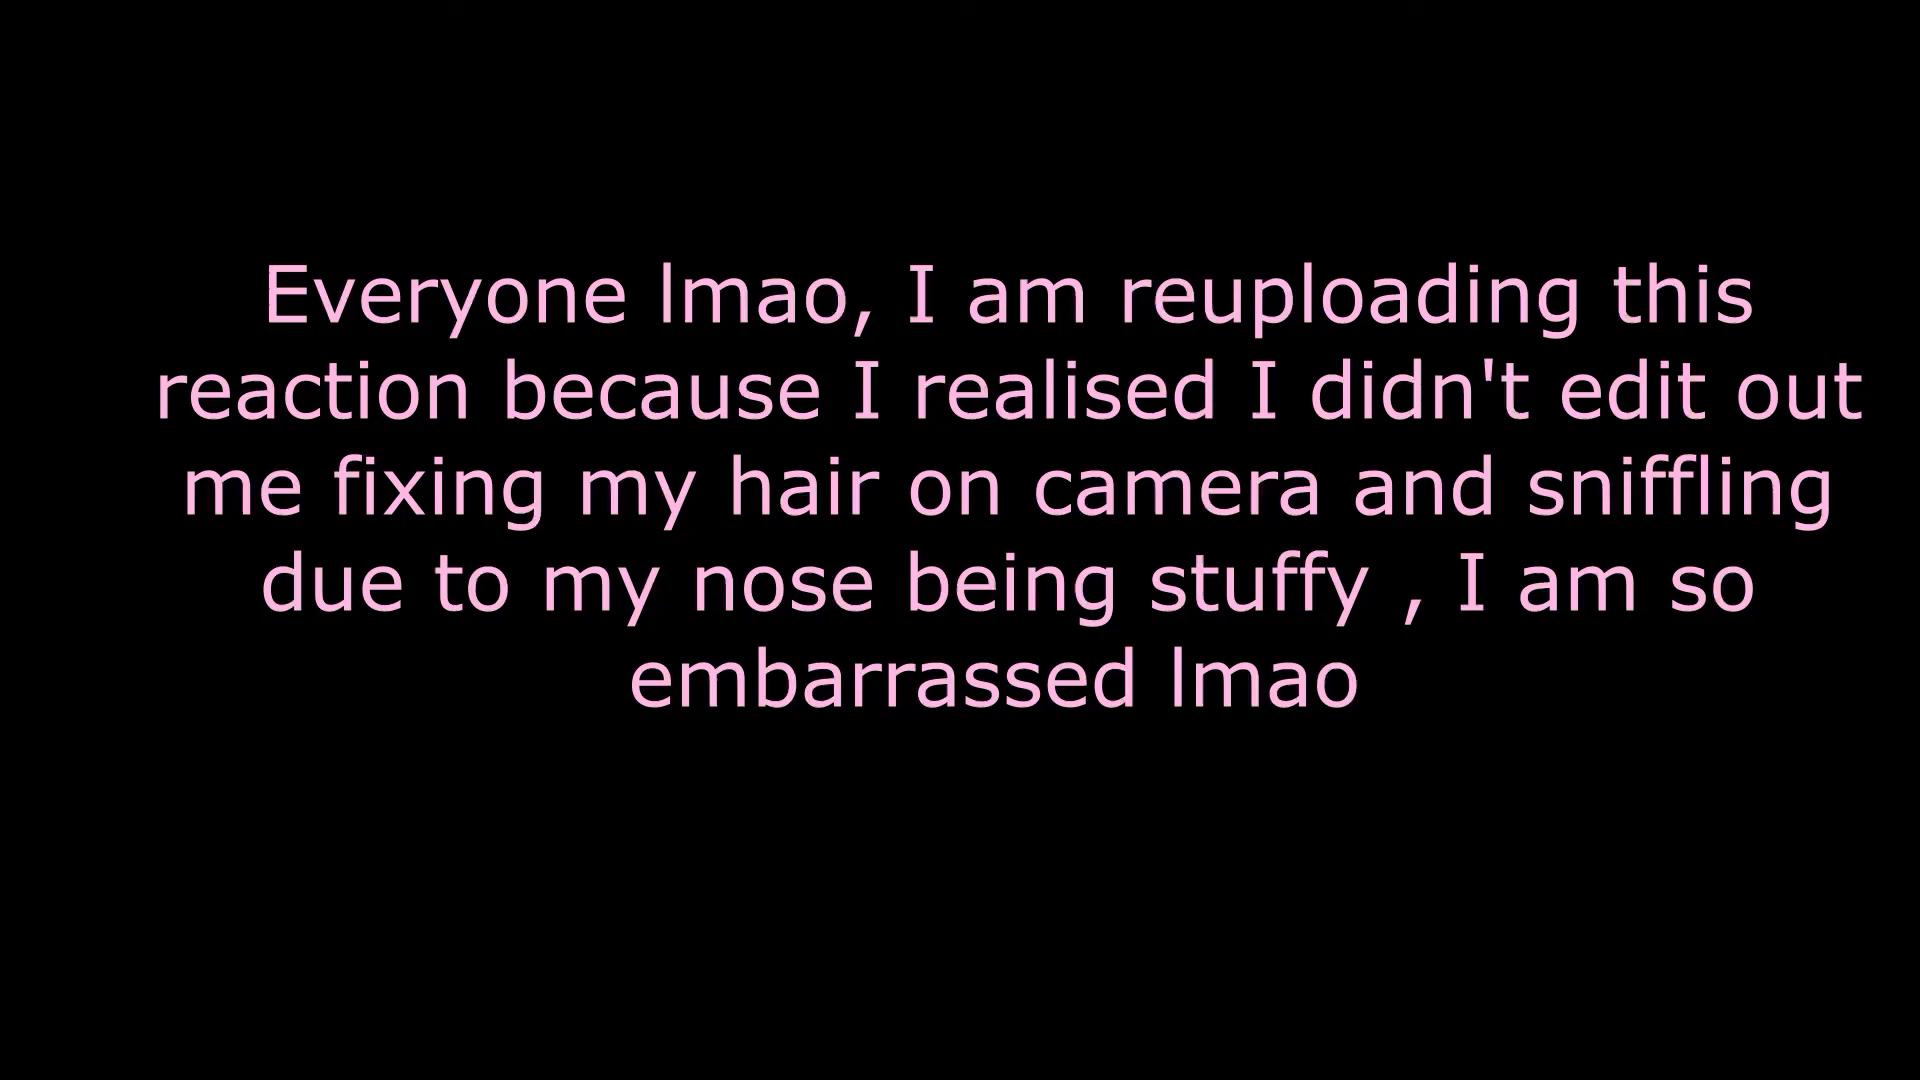 Everyone lmao, I am reuploading this
reaction because I realised I didn't edit out
me fixing my hair on camera and sniffling
due to my nose being stuffy , I am so
embarrassed lmao